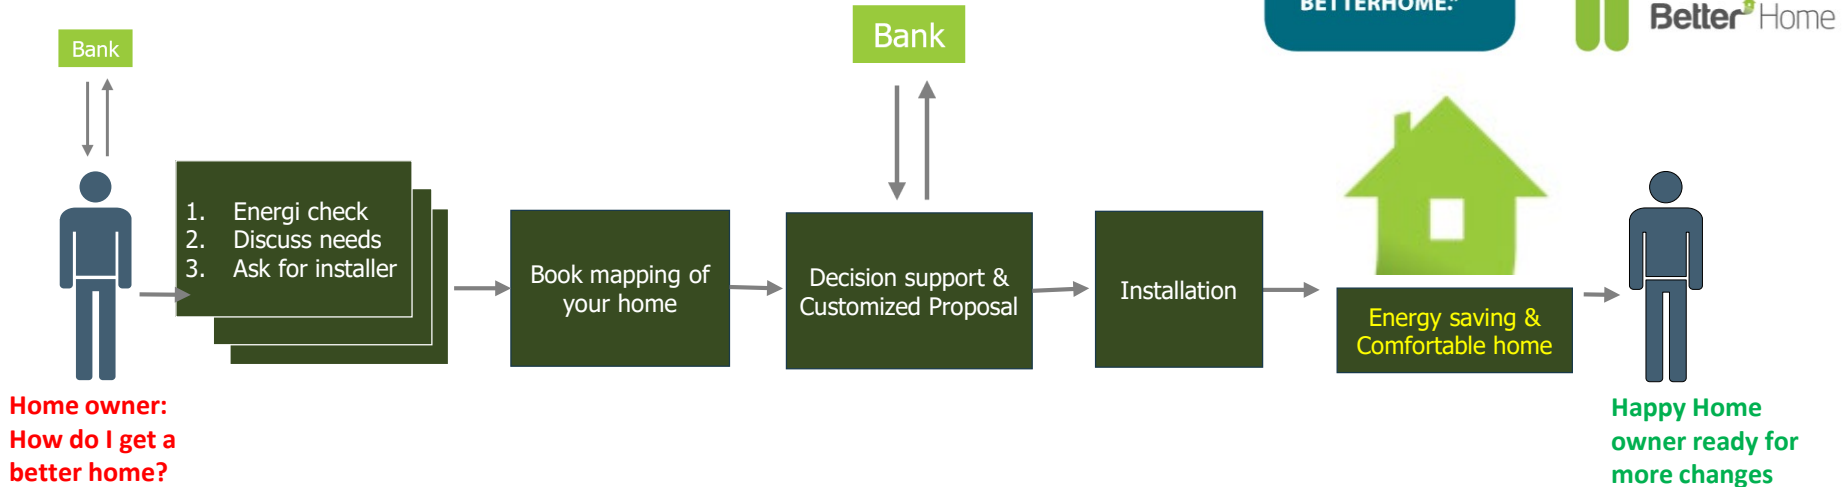 BETTERHOME.”
Better Home
Bank
Bank
1. Energi check
2. Discuss needs
3. Ask for installer
Book mapping of
your home
Decision support &
Customized Proposal
Installation
Energy saving &
Comfortable home
Home owner:
How do I get a
better home?
Happy Home
owner ready for
more changes